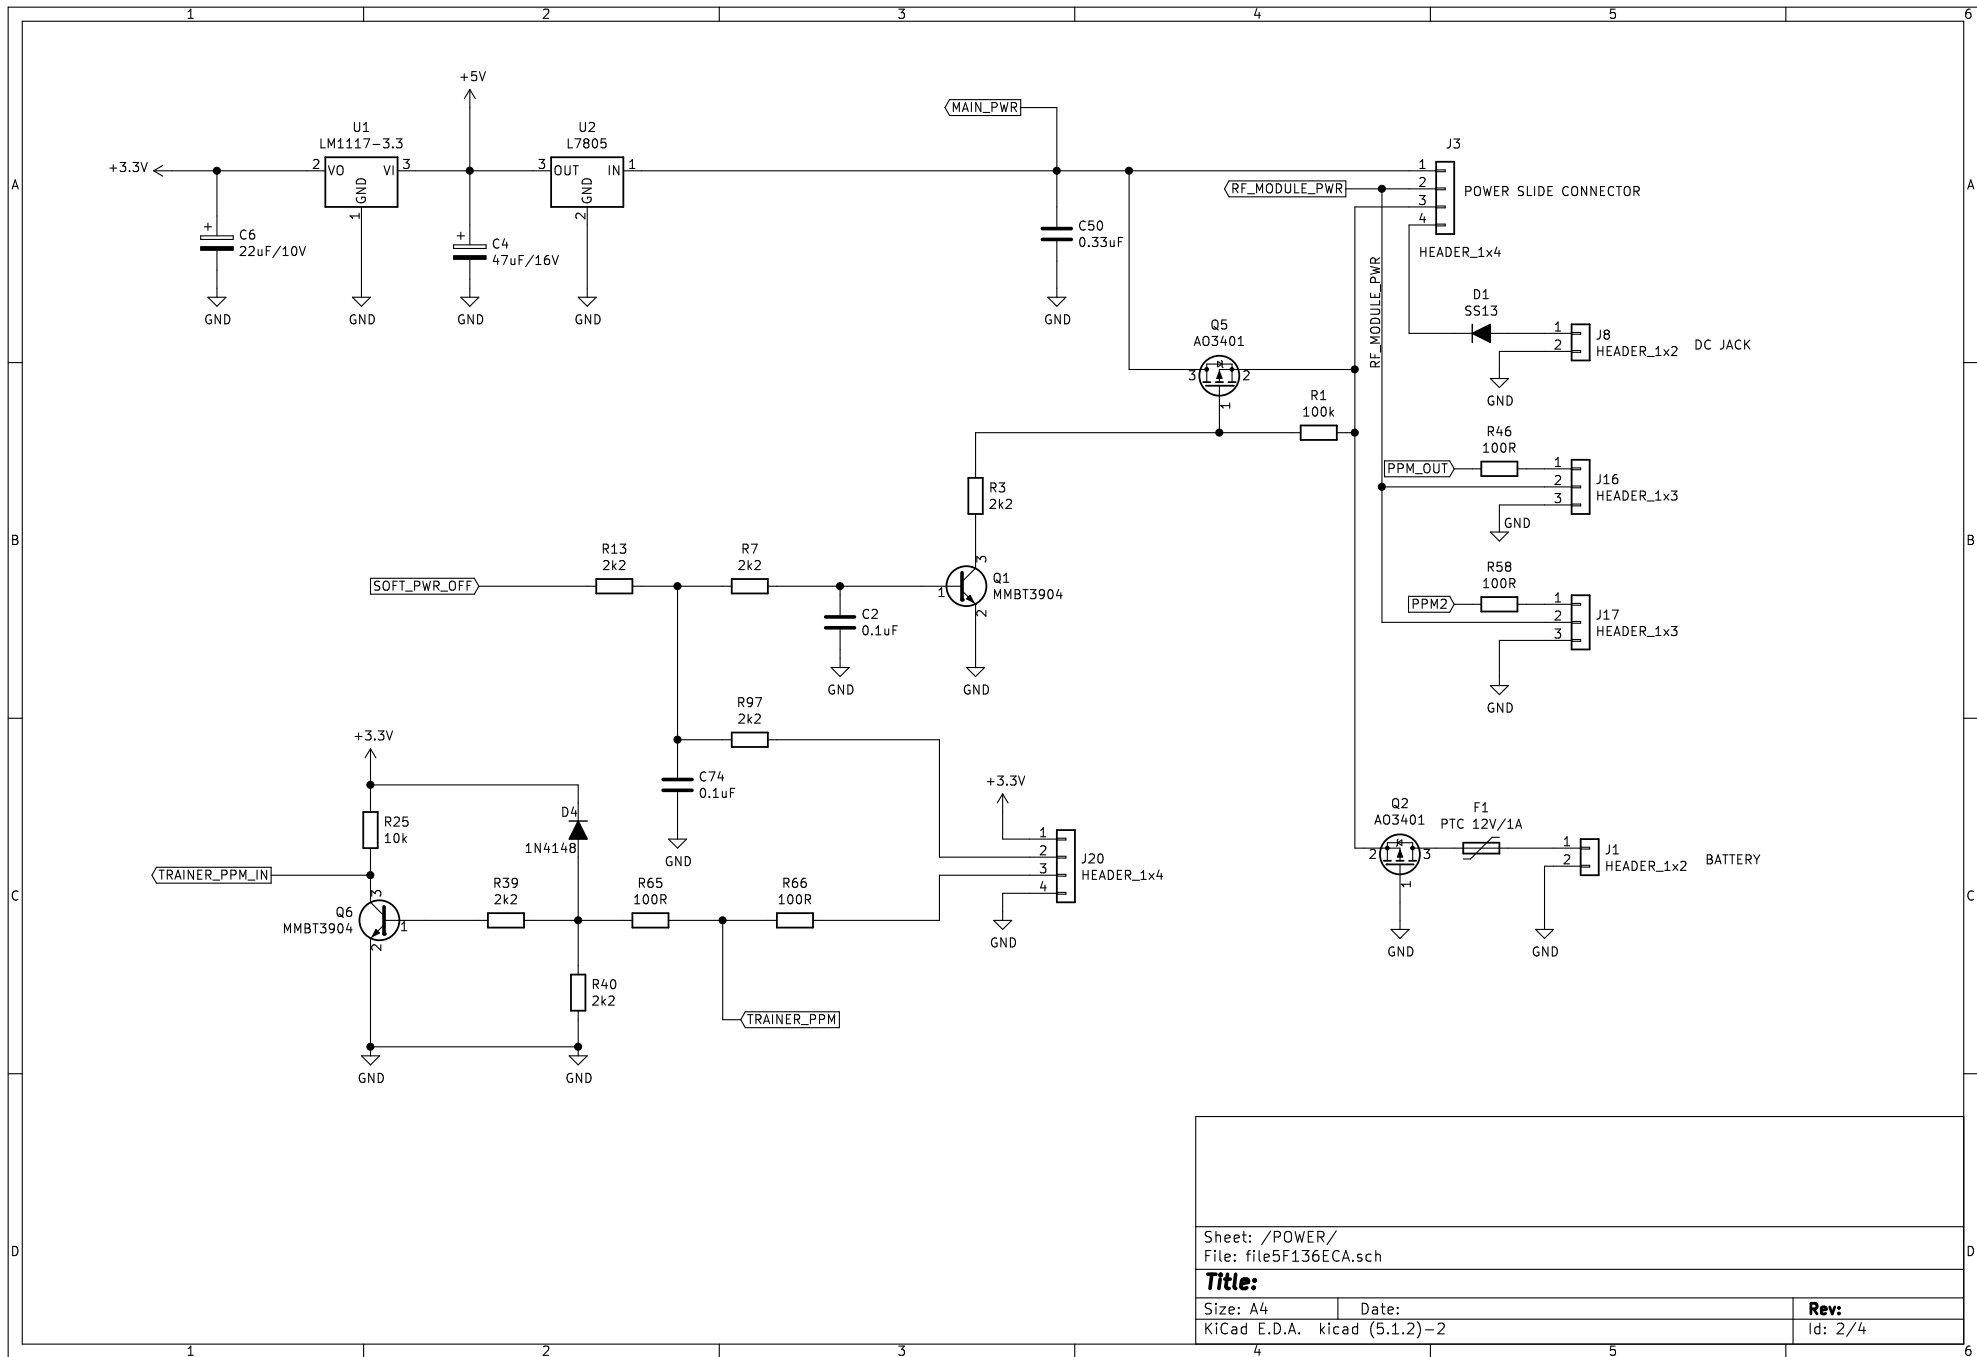 1 2 3 4 5 6
+5V
MAIN_PWR
U1
LM1117-3.3
U2
L7805
J3
+3.3V
2 VO VI 3
GND
1
3 OUT IN 1
GND
2
1
2
3
4
RF_MODULE_PWR
POWER SLIDE CONNECTOR
HEADER_1x4
A
A
+
C6
22uF/10V
+
C4
47uF/16V
C50
0.33uF
GND
GND
GND
GND
GND
RF_MODULE_PWR
D1
SS13
1
2
J8
HEADER_1x2
DC JACK
GND
Q5
AO3401
3
2
1
R1
100k
R46
100R
PPM_OUT
1
2
3
J16
HEADER_1x3
GND
R3
2k2
B
B
R13
2k2
R7
2k2
SOFT_PWR_OFF
3
1
2
Q1
MMBT3904
C2
0.1uF
GND
GND
R58
100R
PPM2
1
2
3
J17
HEADER_1x3
GND
R97
2k2
+3.3V
C74
0.1uF
GND
+3.3V
R25
10k
D4
1N4148
TRAINER_PPM_IN
1
2
3
4
J20
HEADER_1x4
GND
Q2
AO3401
2
3
1
F1
PTC 12V/1A
1
2
J1
HEADER_1x2
BATTERY
GND
GND
C
C
Q6
MMBT3904
3
1
2
R39
2k2
R65
100R
R66
100R
R40
2k2
TRAINER_PPM
GND
GND
D
D
Sheet: /POWER/
File: file5F136ECA.sch
Title:
Size: A4 Date: Rev:
KiCad E.D.A. kicad (5.1.2)-2 Id: 2/4
1 2 3 4 5 6